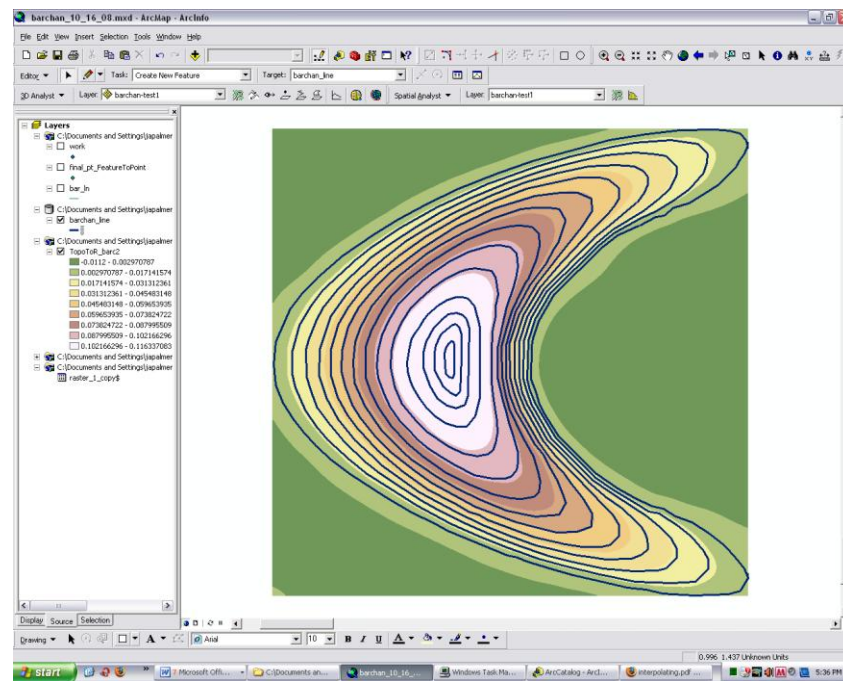 barchan_10_16_08.mxd - ArcMap - ArcInfo
File Edit View Insert Selection Tools Window Help
Editor Task: Create New Feature Target: barchan_line
3D Analyst Layer: barchan-test1 Spatial Analyst Layer: barchan-test1
Layers
C:\Documents and Settings\japalmer
work
final_pt_FeatureToPoint
bar_ln
C:\Documents and Settings\japalmer
barchan_line
C:\Documents and Settings\japalmer
TopoToR_barc2
-0.0112 - 0.002970787
0.002970787 - 0.017141574
0.017141574 - 0.031312361
0.031312361 - 0.045483148
0.045483148 - 0.059653935
0.059653935 - 0.073824722
0.073824722 - 0.087995509
0.087995509 - 0.102166296
0.102166296 - 0.116337083
C:\Documents and Settings\japalmer
C:\Documents and Settings\japalmer
raster_1_copy$
Display Source Selection
Drawing A Arial 10 B I U A
0.996 1.437 Unknown Units
start 7 Microsoft Offi... C:\Documents an... barchan_10_16_... Windows Task Ma... ArcCatalog - ArcI... interpolating.pdf ... 5:36 PM